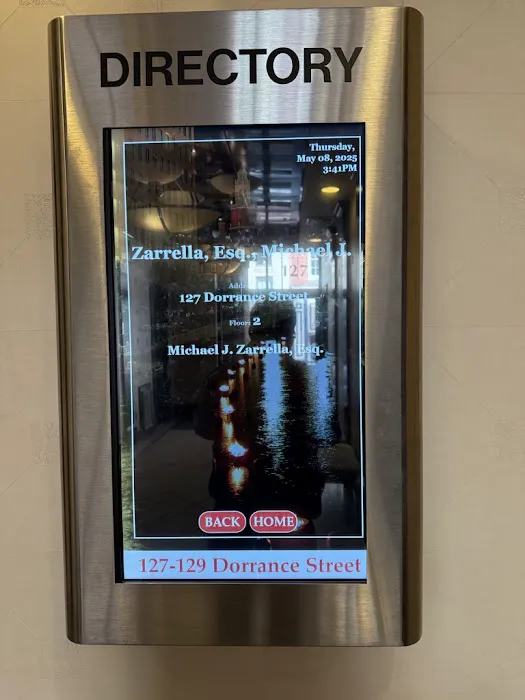 DIRECTORY
Thursday,
May 08, 2025
3:41PM
Zarrella, Esq., Michael J.
127
127 Dorrance Street
Floor: 2
Michael J. Zarrella, Esq.
BACK HOME
127-129 Dorrance Street